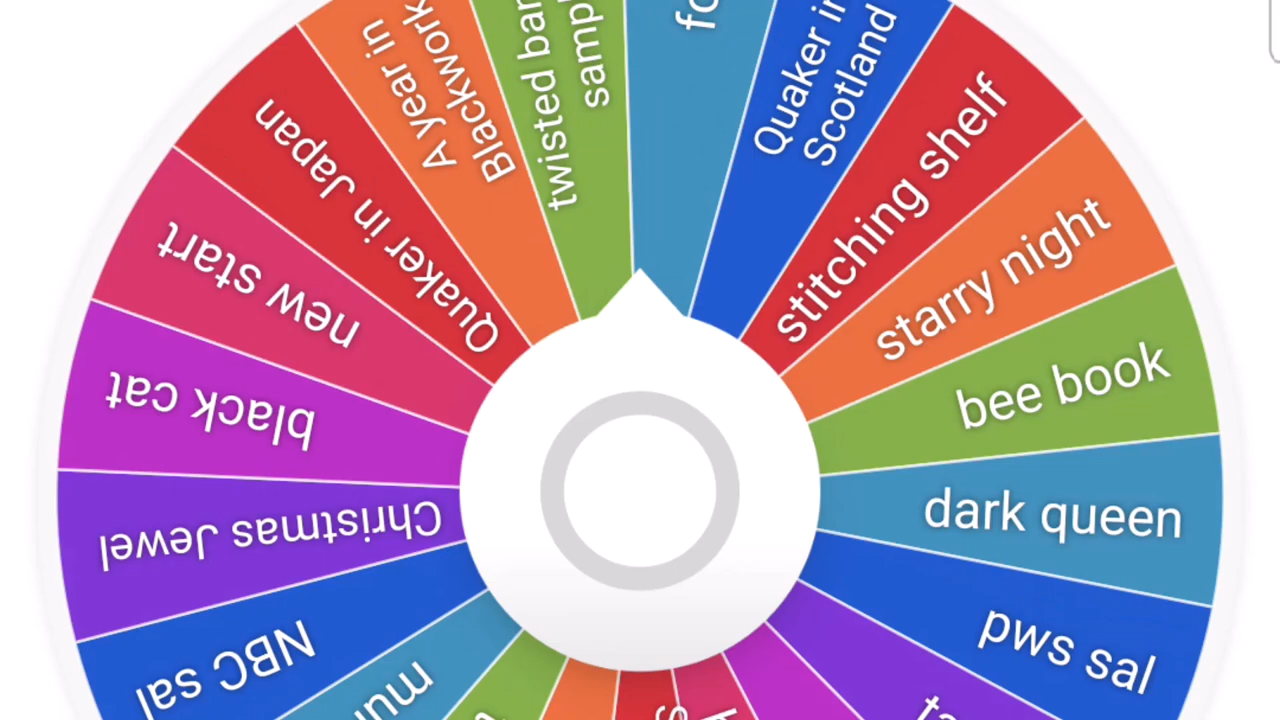 A year in
Blackwork
twisted
Quaker in
Scotland
stitching shelf
starry night
bee book
dark queen
pws sal
NBC sal
Christmas Jewel
black cat
new start
Quaker in Japan